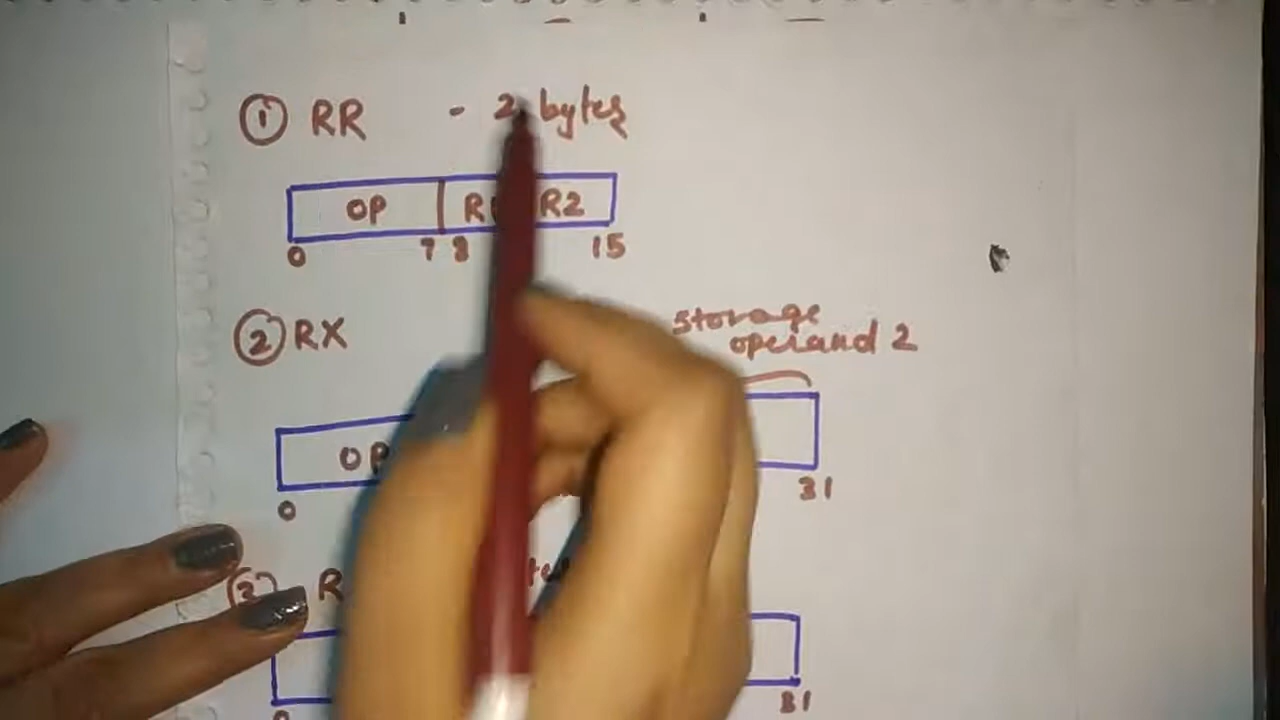 ① RR - 2 bytes
OP R R2
0 7 8 15
② RX
storage
operand 2
OP
0 31
③ R
31